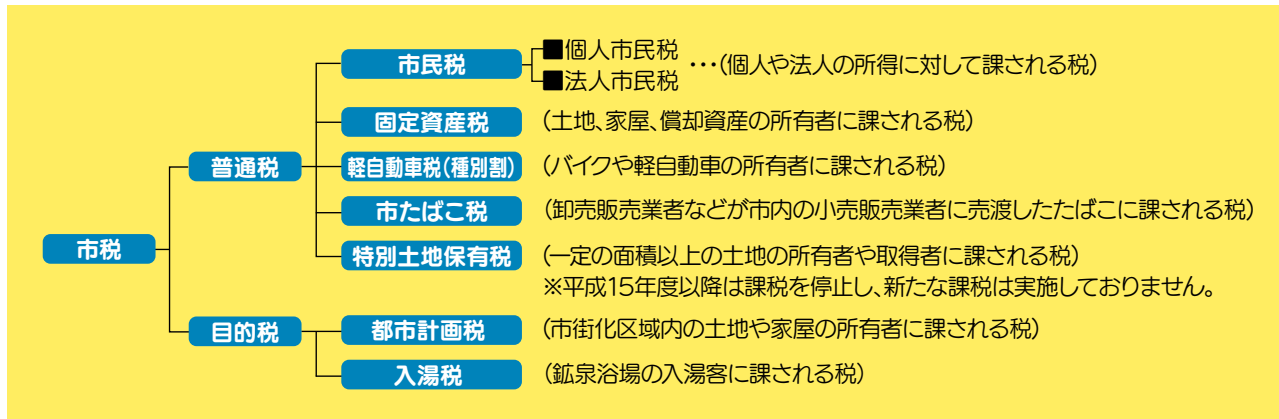 市税
普通税
市民税
■個人市民税
■法人市民税
…(個人や法人の所得に対して課される税)
固定資産税
(土地、家屋、償却資産の所有者に課される税)
軽自動車税(種別割)
(バイクや軽自動車の所有者に課される税)
市たばこ税
(卸売販売業者などが市内の小売販売業者に売渡したたばこに課される税)
特別土地保有税
(一定の面積以上の土地の所有者や取得者に課される税)
※平成15年度以降は課税を停止し、新たな課税は実施しておりません。
目的税
都市計画税
(市街化区域内の土地や家屋の所有者に課される税)
入湯税
(鉱泉浴場の入湯客に課される税)